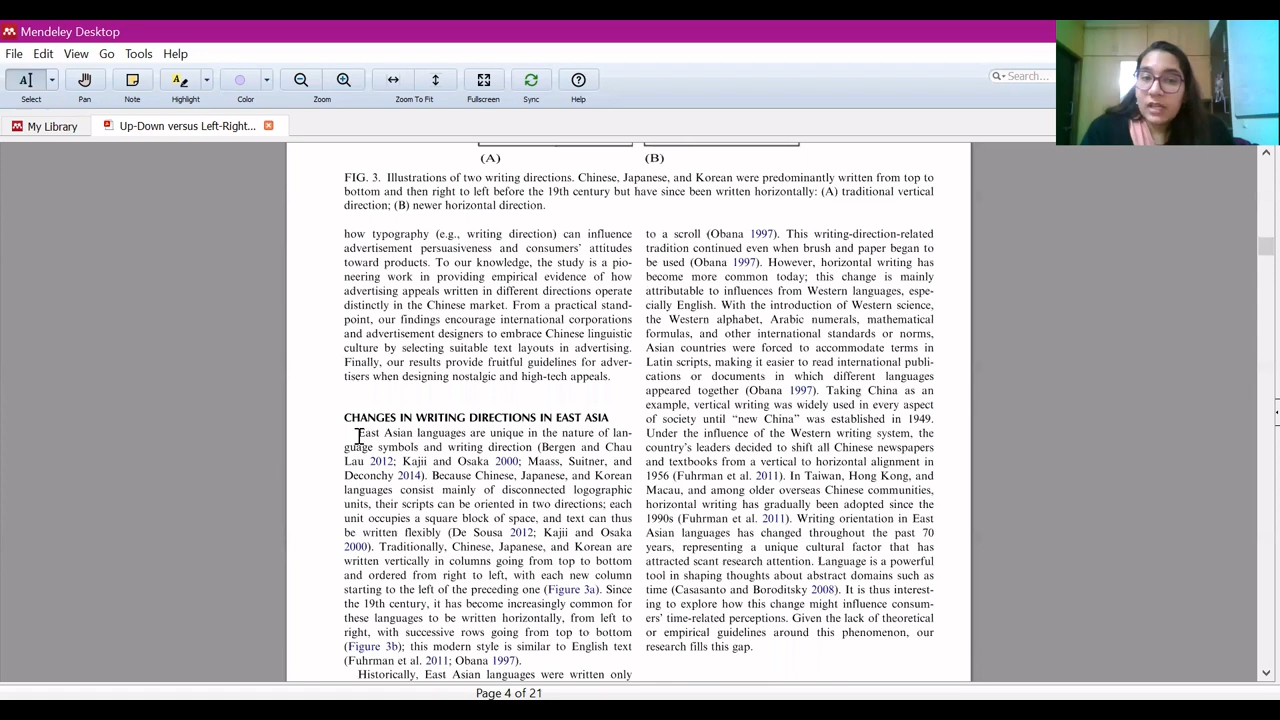 Mendeley Desktop
File Edit View Go Tools Help
Select Pan Note Highlight Color Zoom Zoom To Fit Fullscreen Sync Help
Search...
My Library Up-Down versus Left-Right...
(A) (B)
FIG. 3. Illustrations of two writing directions. Chinese, Japanese, and Korean were predominantly written from top to
bottom and then right to left before the 19th century but have since been written horizontally: (A) traditional vertical
direction; (B) newer horizontal direction.
how typography (e.g., writing direction) can influence
advertisement persuasiveness and consumers' attitudes
toward products. To our knowledge, the study is a pio-
neering work in providing empirical evidence of how
advertising appeals written in different directions operate
distinctly in the Chinese market. From a practical stand-
point, our findings encourage international corporations
and advertisement designers to embrace Chinese linguistic
culture by selecting suitable text layouts in advertising.
Finally, our results provide fruitful guidelines for adver-
tisers when designing nostalgic and high-tech appeals.
CHANGES IN WRITING DIRECTIONS IN EAST ASIA
East Asian languages are unique in the nature of lan-
guage symbols and writing direction (Bergen and Chau
Lau 2012; Kajii and Osaka 2000; Maass, Suitner, and
Deconchy 2014). Because Chinese, Japanese, and Korean
languages consist mainly of disconnected logographic
units, their scripts can be oriented in two directions; each
unit occupies a square block of space, and text can thus
be written flexibly (De Sousa 2012; Kajii and Osaka
2000). Traditionally, Chinese, Japanese, and Korean are
written vertically in columns going from top to bottom
and ordered from right to left, with each new column
starting to the left of the preceding one (Figure 3a). Since
the 19th century, it has become increasingly common for
these languages to be written horizontally, from left to
right, with successive rows going from top to bottom
(Figure 3b); this modern style is similar to English text
(Fuhrman et al. 2011; Obana 1997).
Historically, East Asian languages were written only
to a scroll (Obana 1997). This writing-direction-related
tradition continued even when brush and paper began to
be used (Obana 1997). However, horizontal writing has
become more common today; this change is mainly
attributable to influences from Western languages, espe-
cially English. With the introduction of Western science,
the Western alphabet, Arabic numerals, mathematical
formulas, and other international standards or norms,
Asian countries were forced to accommodate terms in
Latin scripts, making it easier to read international publi-
cations or documents in which different languages
appeared together (Obana 1997). Taking China as an
example, vertical writing was widely used in every aspect
of society until “new China” was established in 1949.
Under the influence of the Western writing system, the
country's leaders decided to shift all Chinese newspapers
and textbooks from a vertical to horizontal alignment in
1956 (Fuhrman et al. 2011). In Taiwan, Hong Kong, and
Macau, and among older overseas Chinese communities,
horizontal writing has gradually been adopted since the
1990s (Fuhrman et al. 2011). Writing orientation in East
Asian languages has changed throughout the past 70
years, representing a unique cultural factor that has
attracted scant research attention. Language is a powerful
tool in shaping thoughts about abstract domains such as
time (Casasanto and Boroditsky 2008). It is thus interest-
ing to explore how this change might influence consum-
ers' time-related perceptions. Given the lack of theoretical
or empirical guidelines around this phenomenon, our
research fills this gap.
Page 4 of 21